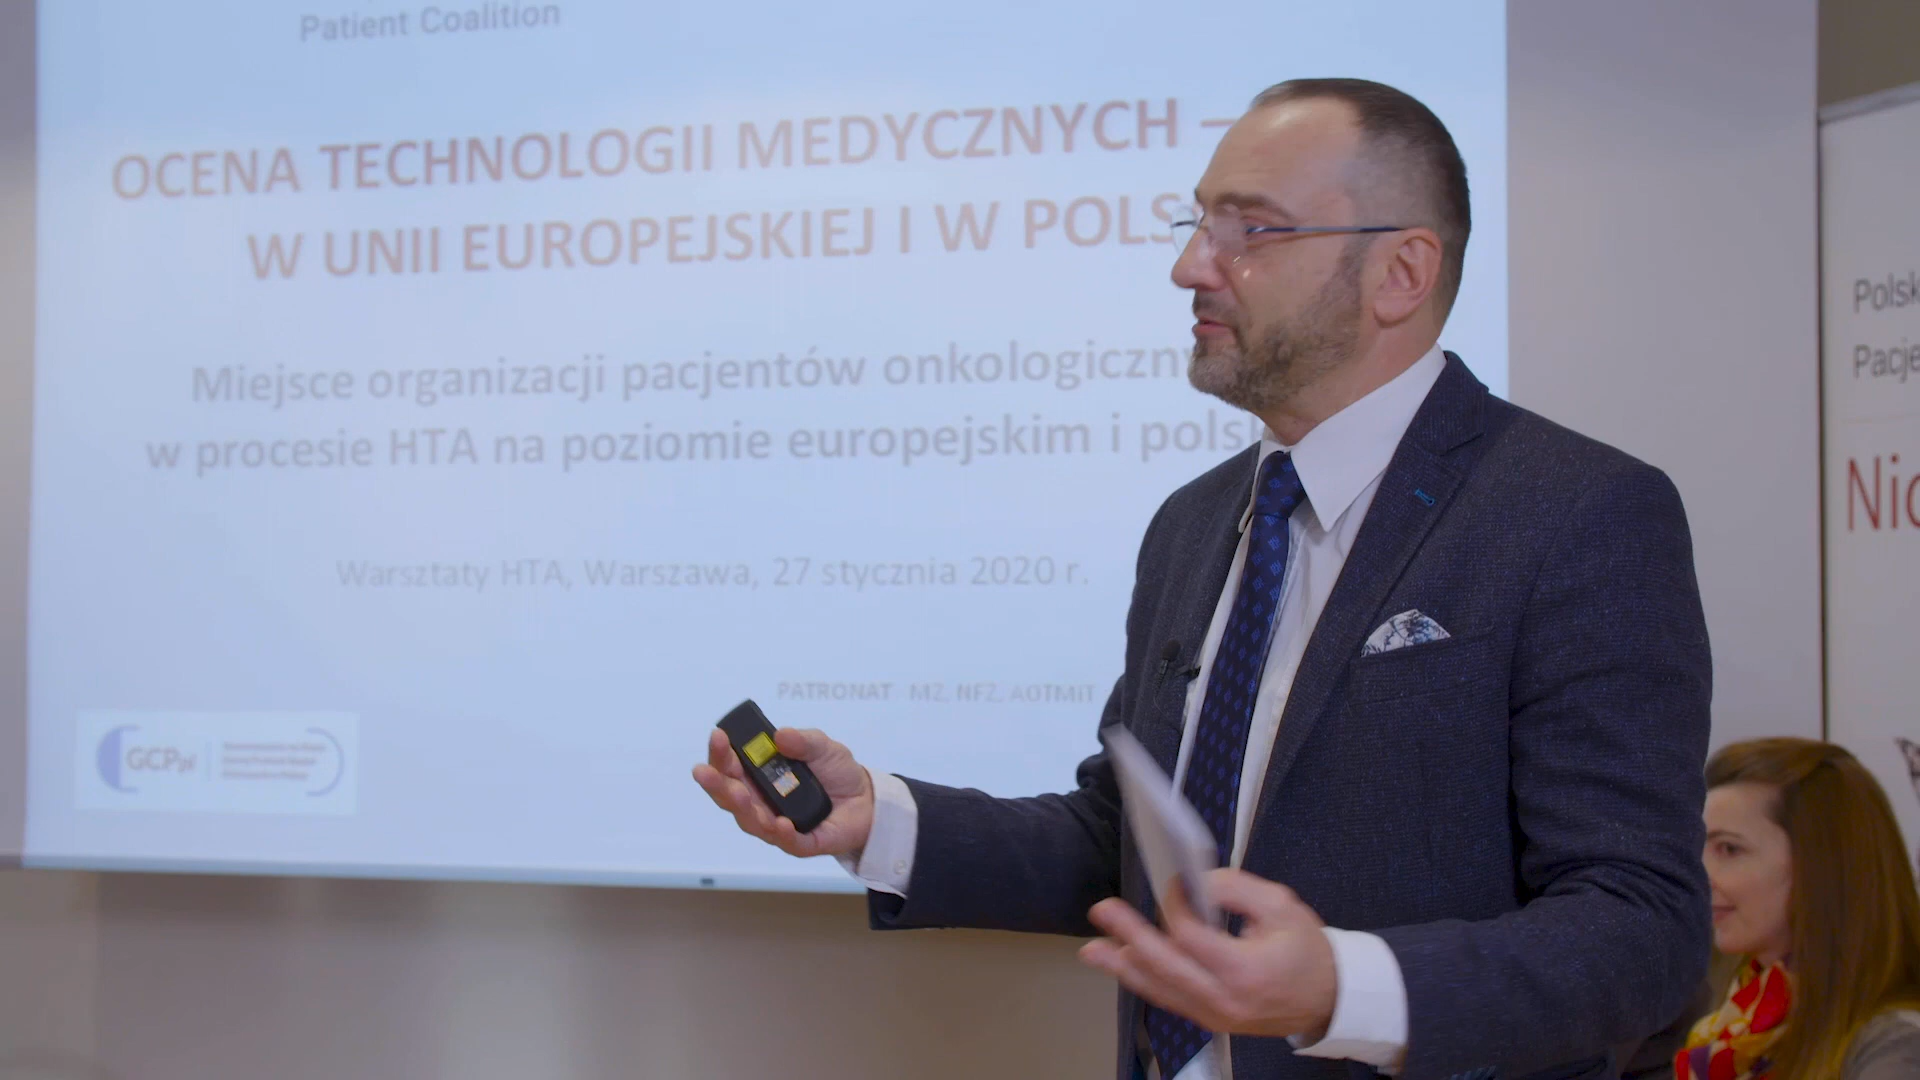 Patient Coalition
OCENA TECHNOLOGII MEDYCZNYCH –
W UNII EUROPEJSKIEJ I W POLS
Miejsce organizacji pacjentów onkologiczny
w procesie HTA na poziomie europejskim i pols
Warsztaty HTA, Warszawa, 27 stycznia 2020 r.
PATRONAT MZ, NFZ, AOTMiT
GCPpl
Polsk
Pacje
Nic